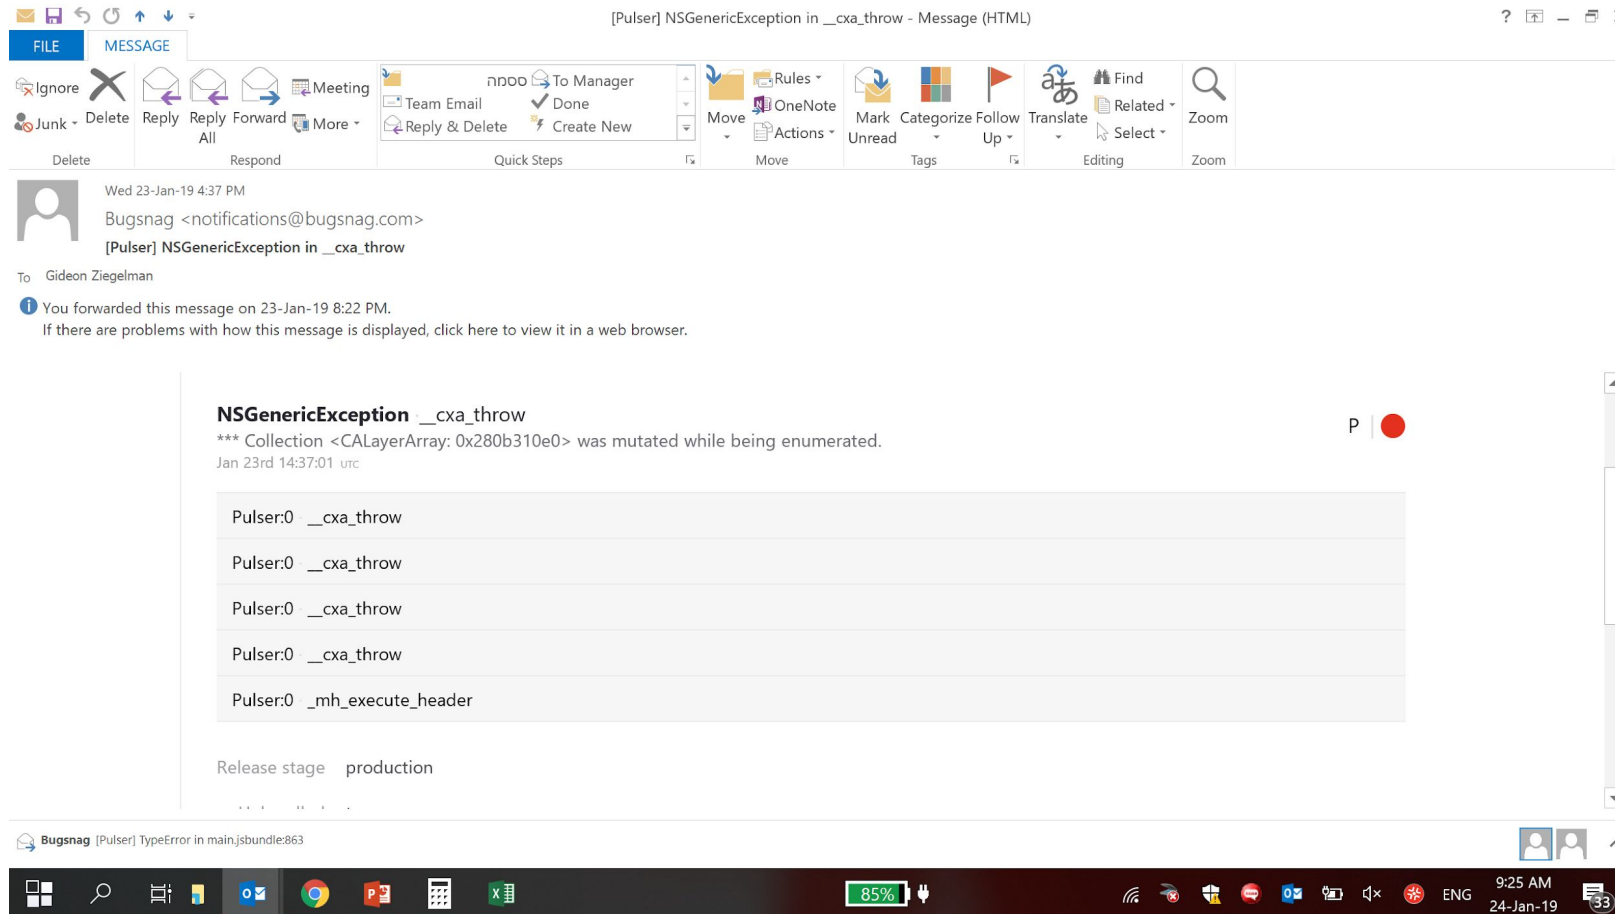 [Pulser] NSGenericException in __cxa_throw - Message (HTML)
?
FILE
MESSAGE
Ignore
Junk
Delete
Delete
Reply
Reply All
Forward
Meeting
More
Respond
ססמה
To Manager
Team Email
Done
Reply & Delete
Create New
Quick Steps
Move
Rules
OneNote
Actions
Move
Mark Unread
Categorize
Follow Up
Tags
Translate
Find
Related
Select
Editing
Zoom
Zoom
Wed 23-Jan-19 4:37 PM
Bugsnag <notifications@bugsnag.com>
[Pulser] NSGenericException in __cxa_throw
To Gideon Ziegelman
You forwarded this message on 23-Jan-19 8:22 PM.
If there are problems with how this message is displayed, click here to view it in a web browser.
NSGenericException __cxa_throw
P
*** Collection <CALayerArray: 0x280b310e0> was mutated while being enumerated.
Jan 23rd 14:37:01 UTC
Pulser:0 · __cxa_throw
Pulser:0 · __cxa_throw
Pulser:0 · __cxa_throw
Pulser:0 · __cxa_throw
Pulser:0 · _mh_execute_header
Release stage production
Bugsnag [Pulser] TypeError in main.jsbundle:863
85%
ENG
9:25 AM
24-Jan-19
33